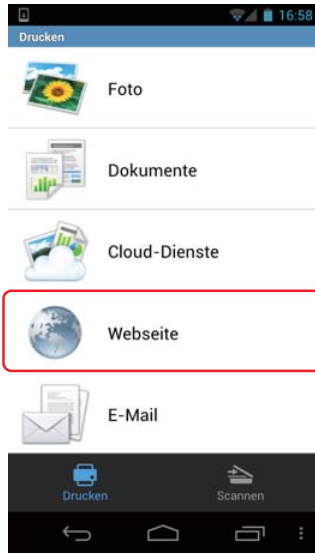 16:58
Drucken
Foto
Dokumente
Cloud-Dienste
Webseite
E-Mail
Drucken Scannen